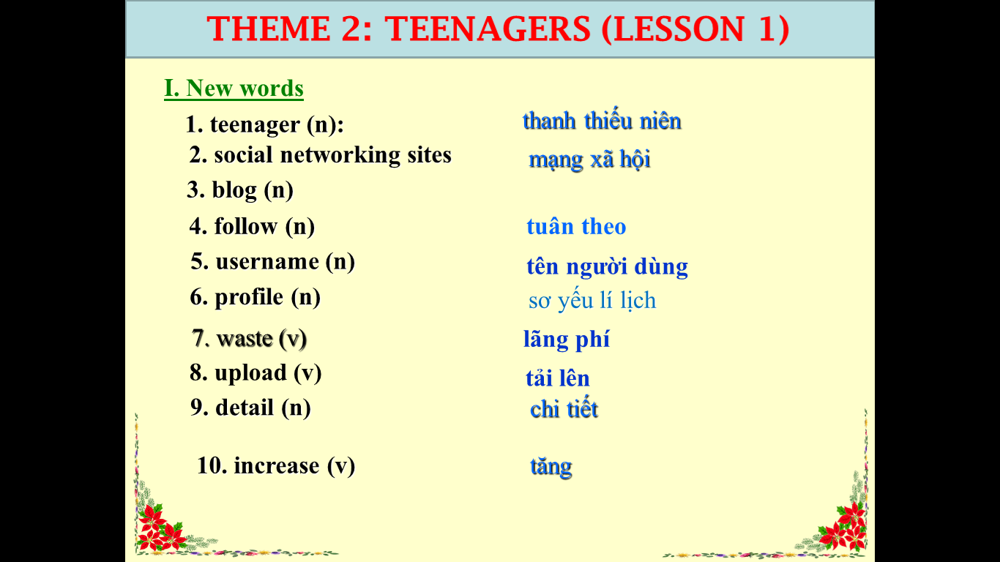 THEME 2: TEENAGERS (LESSON 1)
I. New words
1. teenager (n): thanh thiếu niên
2. social networking sites mạng xã hội
3. blog (n)
4. follow (n) tuân theo
5. username (n) tên người dùng
6. profile (n) sơ yếu lí lịch
7. waste (v) lãng phí
8. upload (v) tải lên
9. detail (n) chi tiết
10. increase (v) tăng